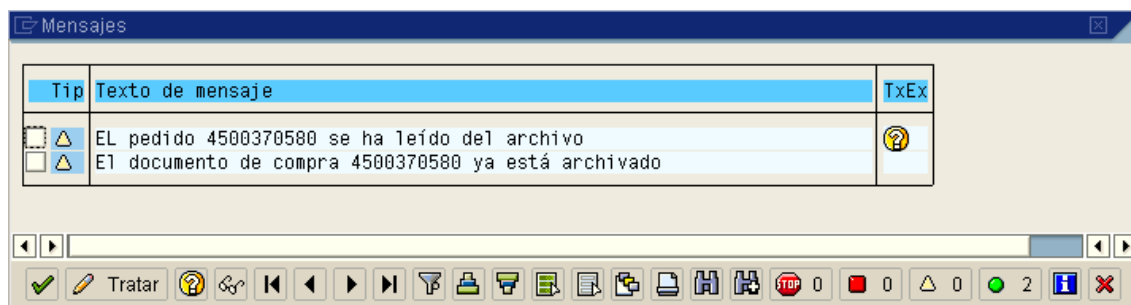 Mensajes
Tip Texto de mensaje TxEx
EL pedido 4500370580 se ha leído del archivo
El documento de compra 4500370580 ya está archivado
Tratar STOP 0 0 0 2